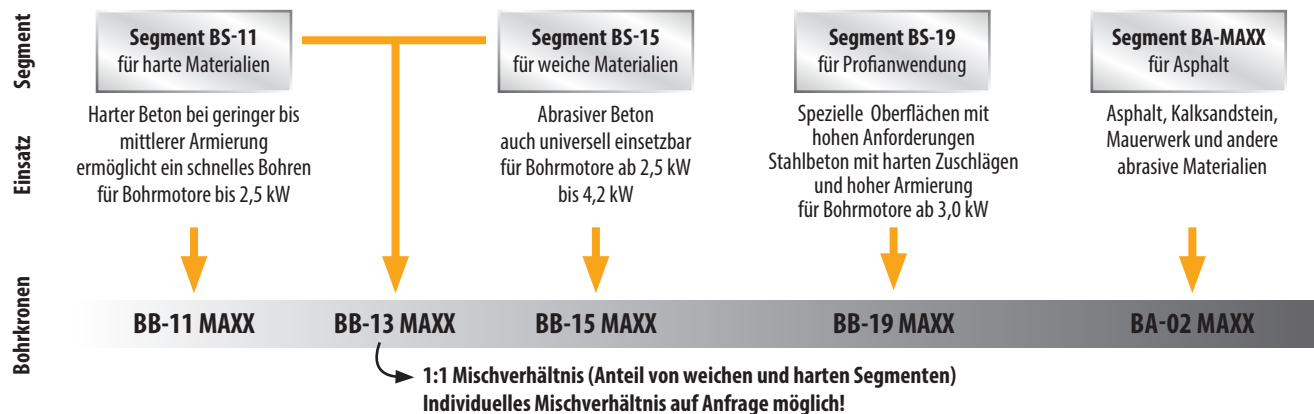 Segment
Segment BS-11
für harte Materialien
Segment BS-15
für weiche Materialien
Segment BS-19
für Profianwendung
Segment BA-MAXX
für Asphalt
Einsatz
Harter Beton bei geringer bis
mittlerer Armierung
ermöglicht ein schnelles Bohren
für Bohrmotore bis 2,5 kW
Abrasiver Beton
auch universell einsetzbar
für Bohrmotore ab 2,5 kW
bis 4,2 kW
Spezielle Oberflächen mit
hohen Anforderungen
Stahlbeton mit harten Zuschlägen
und hoher Armierung
für Bohrmotore ab 3,0 kW
Asphalt, Kalksandstein,
Mauerwerk und andere
abrasive Materialien
Bohrkronen
BB-11 MAXX
BB-13 MAXX
BB-15 MAXX
BB-19 MAXX
BA-02 MAXX
1:1 Mischverhältnis (Anteil von weichen und harten Segmenten)
Individuelles Mischverhältnis auf Anfrage möglich!